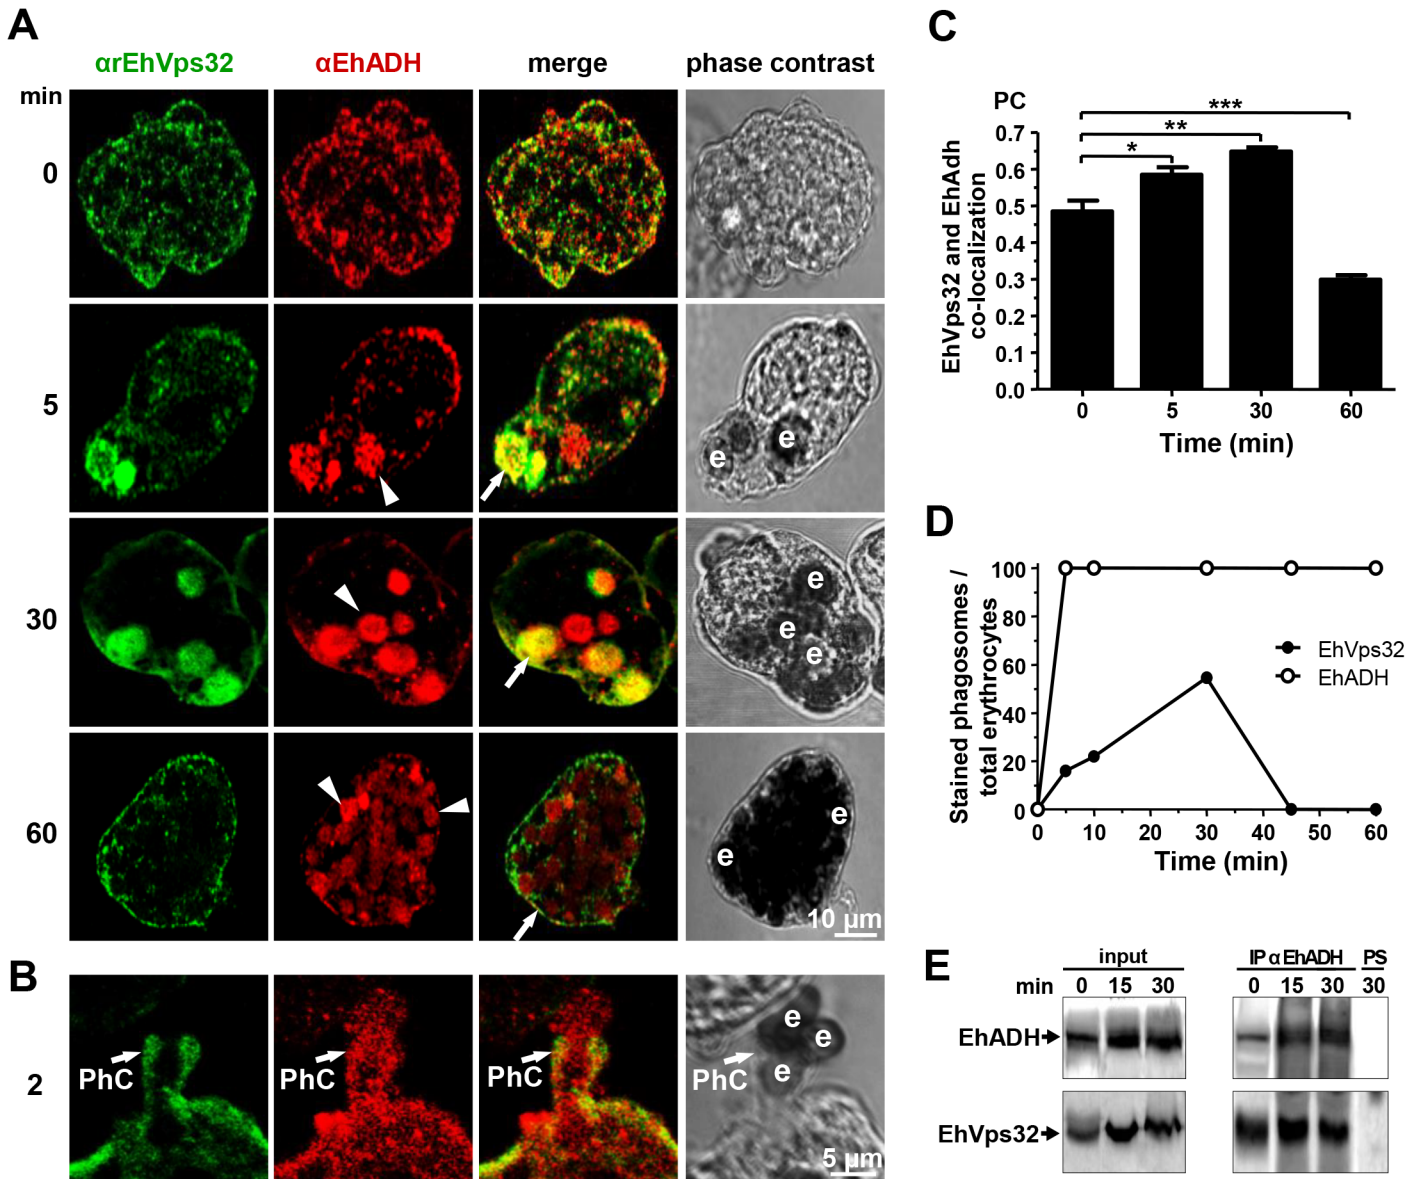 A
αrEhVps32 αEhADH merge phase contrast
min
0
5
e
e
30
e
e
e
60
e
e
10 μm
B
2
PhC
PhC
PhC
PhC
e
e
e
5 μm
C
PC
EhVps32 and EhAdh
co-localization
0.7
0.6
0.5
0.4
0.3
0.2
0.1
0.0
*
**
***
0 5 30 60
Time (min)
D
Stained phagosomes /
total erythrocytes
100
80
60
40
20
0
EhVps32
EhADH
0 10 20 30 40 50 60
Time (min)
E
input IP α EhADH PS
min 0 15 30 0 15 30 30
EhADH
EhVps32